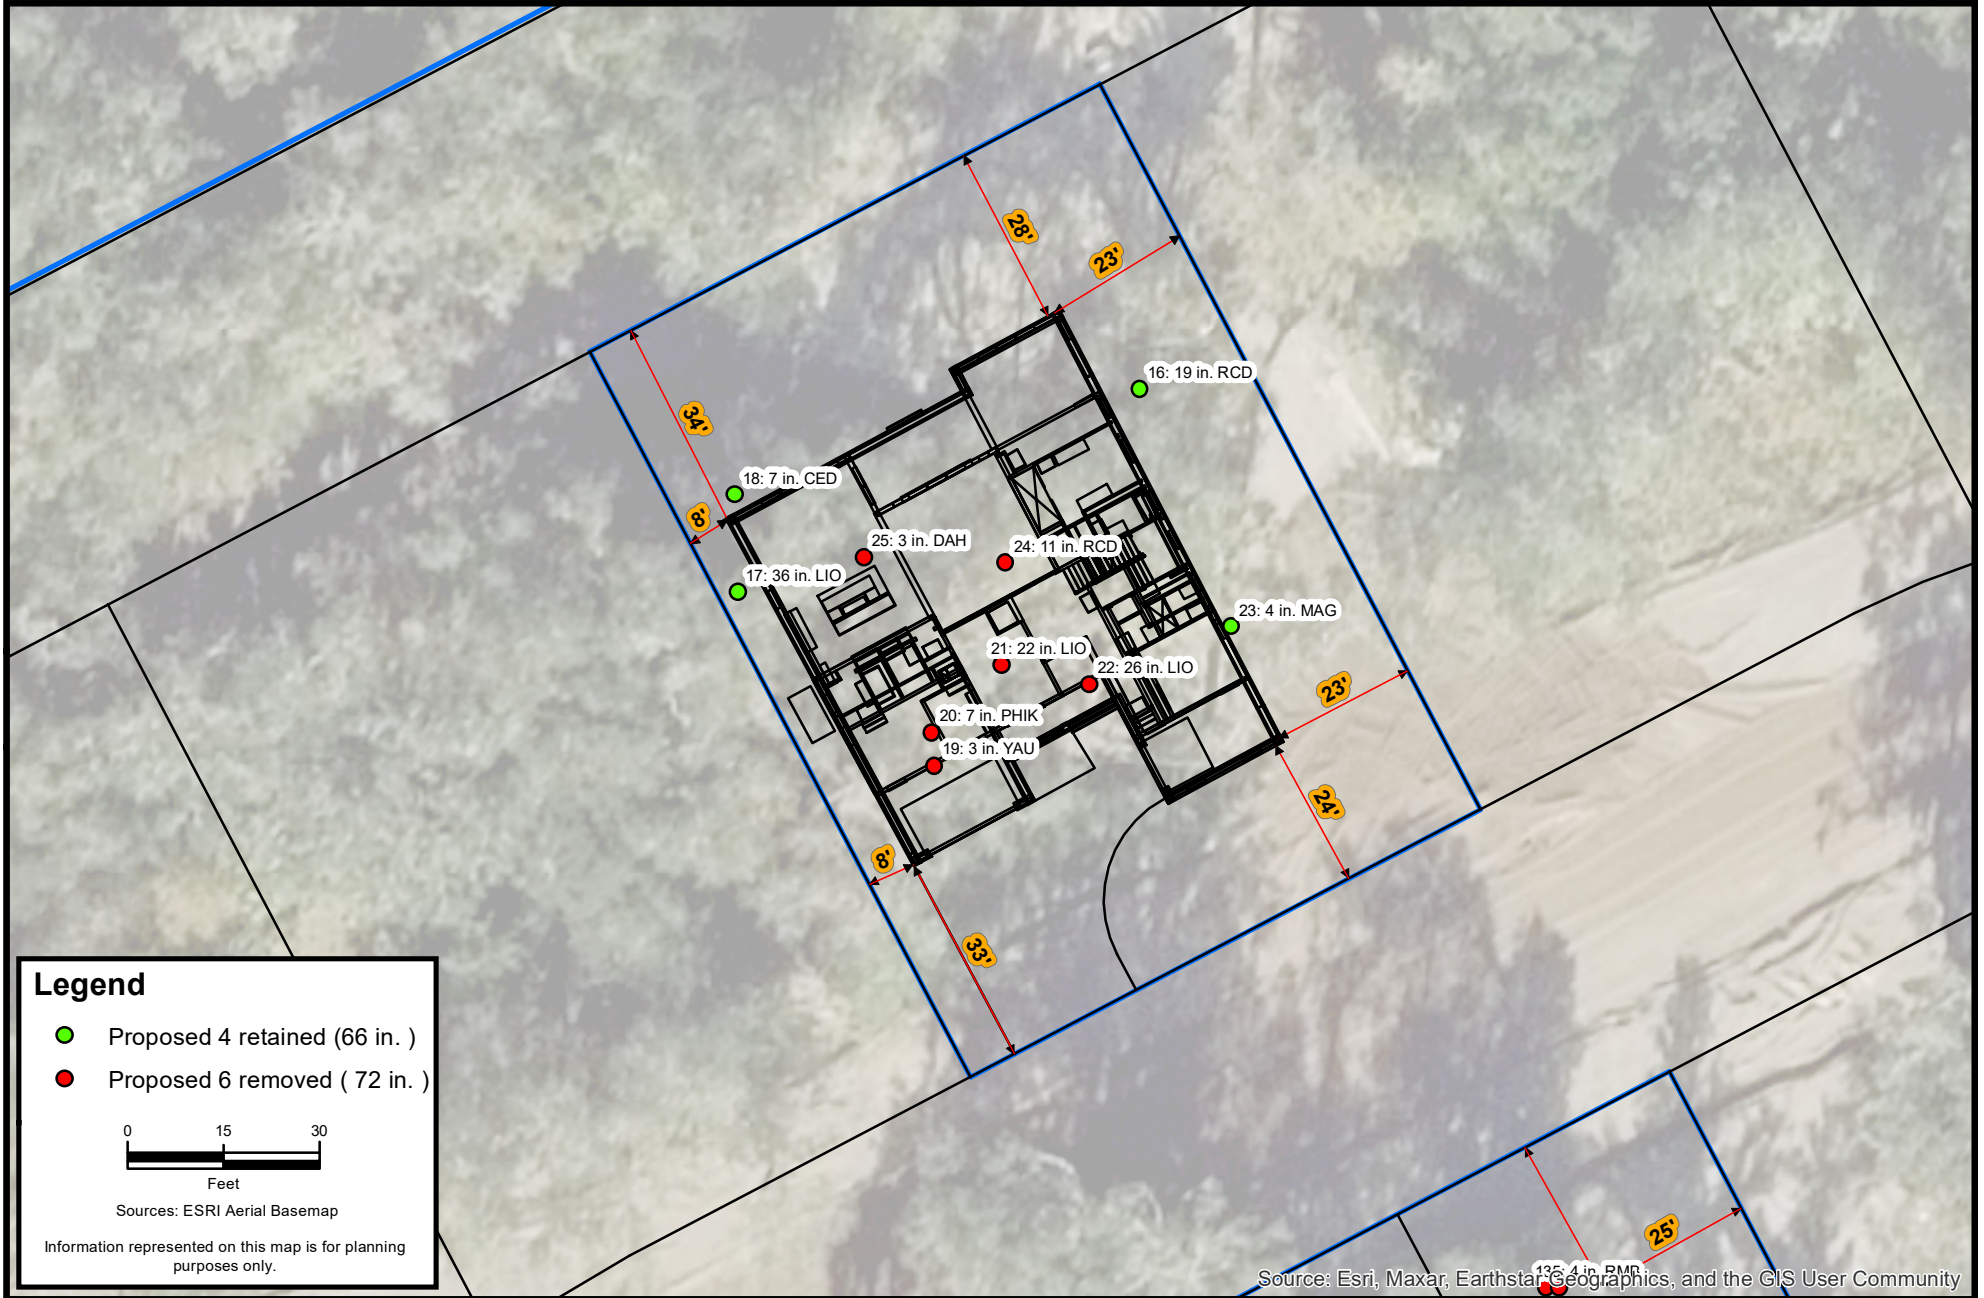 28'
23'
16: 19 in. RCD
34'
18: 7 in. CED
8'
25: 3 in. DAH
24: 11 in. RCD
17: 36 in. LIO
23: 4 in. MAG
21: 22 in. LIO
22: 26 in. LIO
23'
20: 7 in. PHIK
19: 3 in. YAU
24'
8'
33'
Legend
Proposed 4 retained (66 in. )
Proposed 6 removed ( 72 in. )
0 15 30
Feet
Sources: ESRI Aerial Basemap
Information represented on this map is for planning
purposes only.
25'
135: 4 in. RMB
Source: Esri, Maxar, Earthstar Geographics, and the GIS User Community